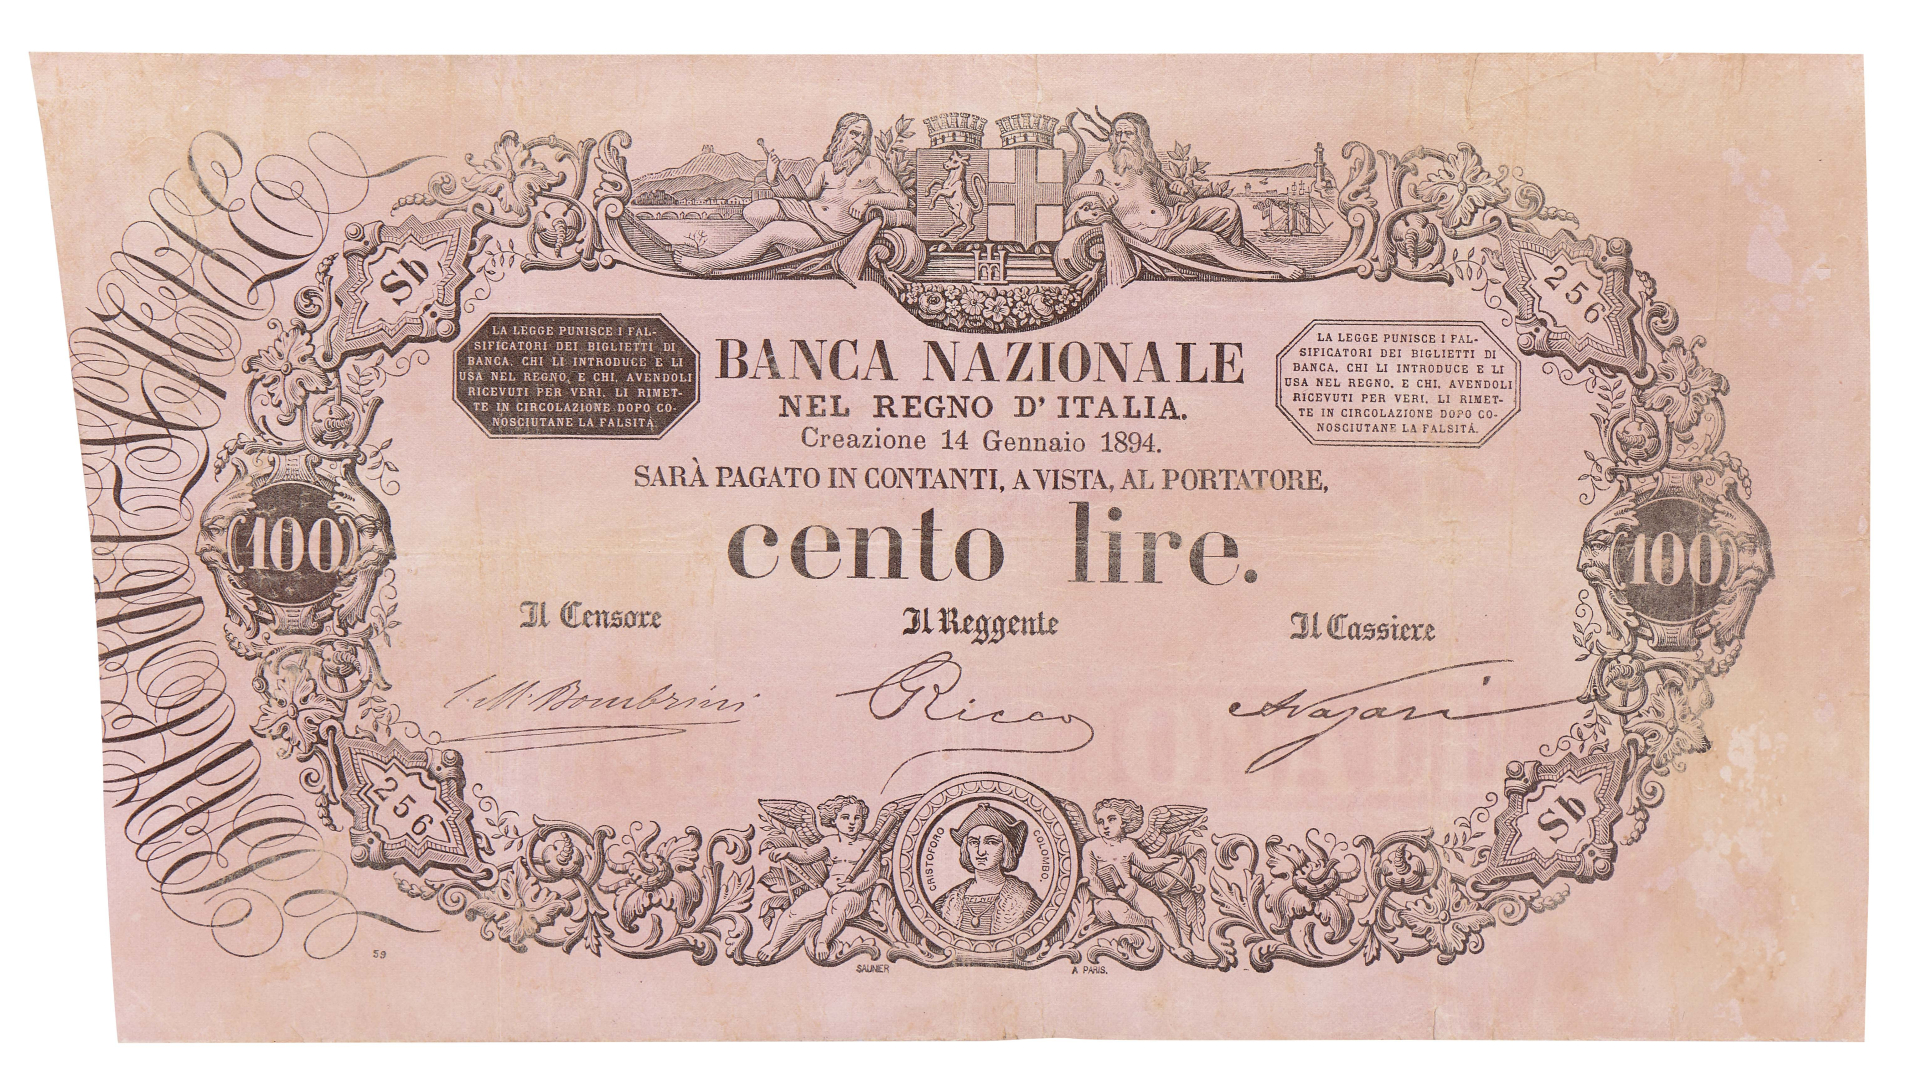 Sb
256
LA LEGGE PUNISCE I FAL-
SIFICATORI DEI BIGLIETTI DI
BANCA, CHI LI INTRODUCE E LI
USA NEL REGNO, E CHI, AVENDOLI
RICEVUTI PER VERI, LI RIMET-
TE IN CIRCOLAZIONE DOPO CO-
NOSCIUTANE LA FALSITÀ.
BANCA NAZIONALE
NEL REGNO D'ITALIA.
Creazione 14 Gennaio 1894.
LA LEGGE PUNISCE I FAL-
SIFICATORI DEI BIGLIETTI DI
BANCA, CHI LI INTRODUCE E LI
USA NEL REGNO, E CHI, AVENDOLI
RICEVUTI PER VERI, LI RIMET-
TE IN CIRCOLAZIONE DOPO CO-
NOSCIUTANE LA FALSITÀ.
SARÀ PAGATO IN CONTANTI, A VISTA, AL PORTATORE,
100
cento lire.
100
Il Censore
Il Reggente
Il Cassiere
Bombrini
Ricco
Nazari
256
Sb
CRISTOFORO COLOMBO.
59
SAUNIER
A PARIS.